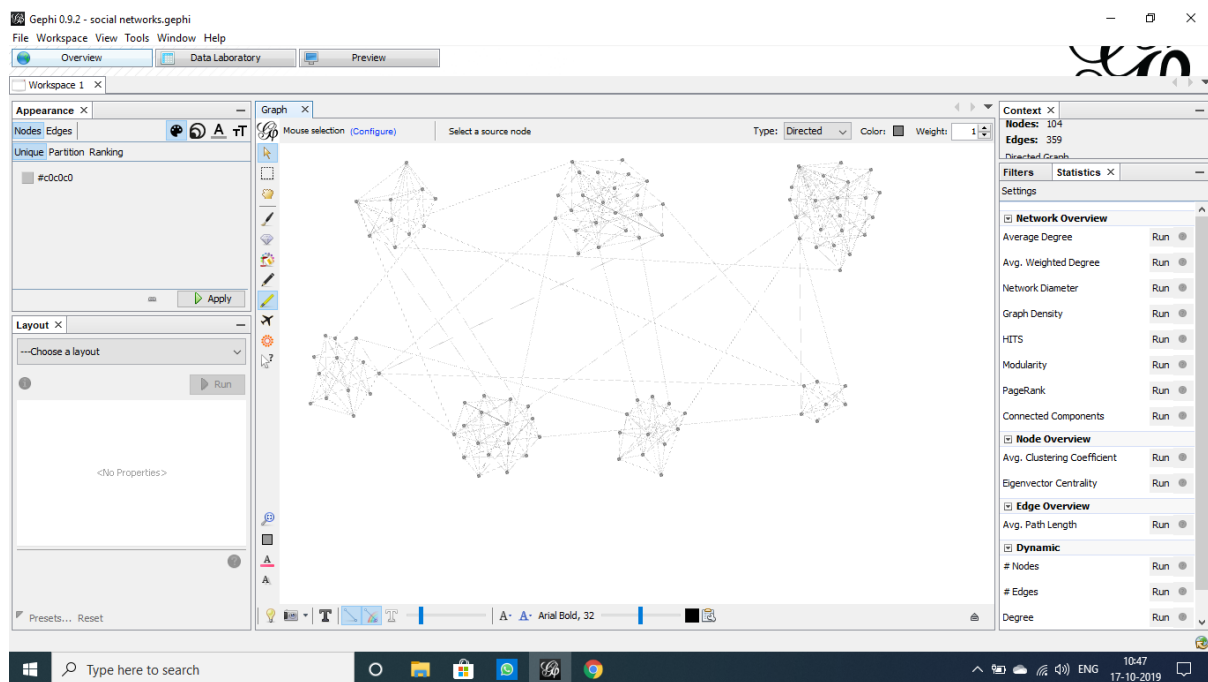 Gephi 0.9.2 - social networks.gephi
File Workspace View Tools Window Help
Overview Data Laboratory Preview
Workspace 1
Appearance
Nodes Edges
Unique Partition Ranking
#c0c0c0
Apply
Layout
---Choose a layout
Run
<No Properties>
Presets... Reset
Graph
Mouse selection (Configure) Select a source node Type: Directed Color: Weight: 1
Arial Bold, 32
Context
Nodes: 104
Edges: 359
Directed Graph
Filters Statistics
Settings
Network Overview
Average Degree Run
Avg. Weighted Degree Run
Network Diameter Run
Graph Density Run
HITS Run
Modularity Run
PageRank Run
Connected Components Run
Node Overview
Avg. Clustering Coefficient Run
Eigenvector Centrality Run
Edge Overview
Avg. Path Length Run
Dynamic
# Nodes Run
# Edges Run
Degree Run
Type here to search
ENG
10:47
17-10-2019